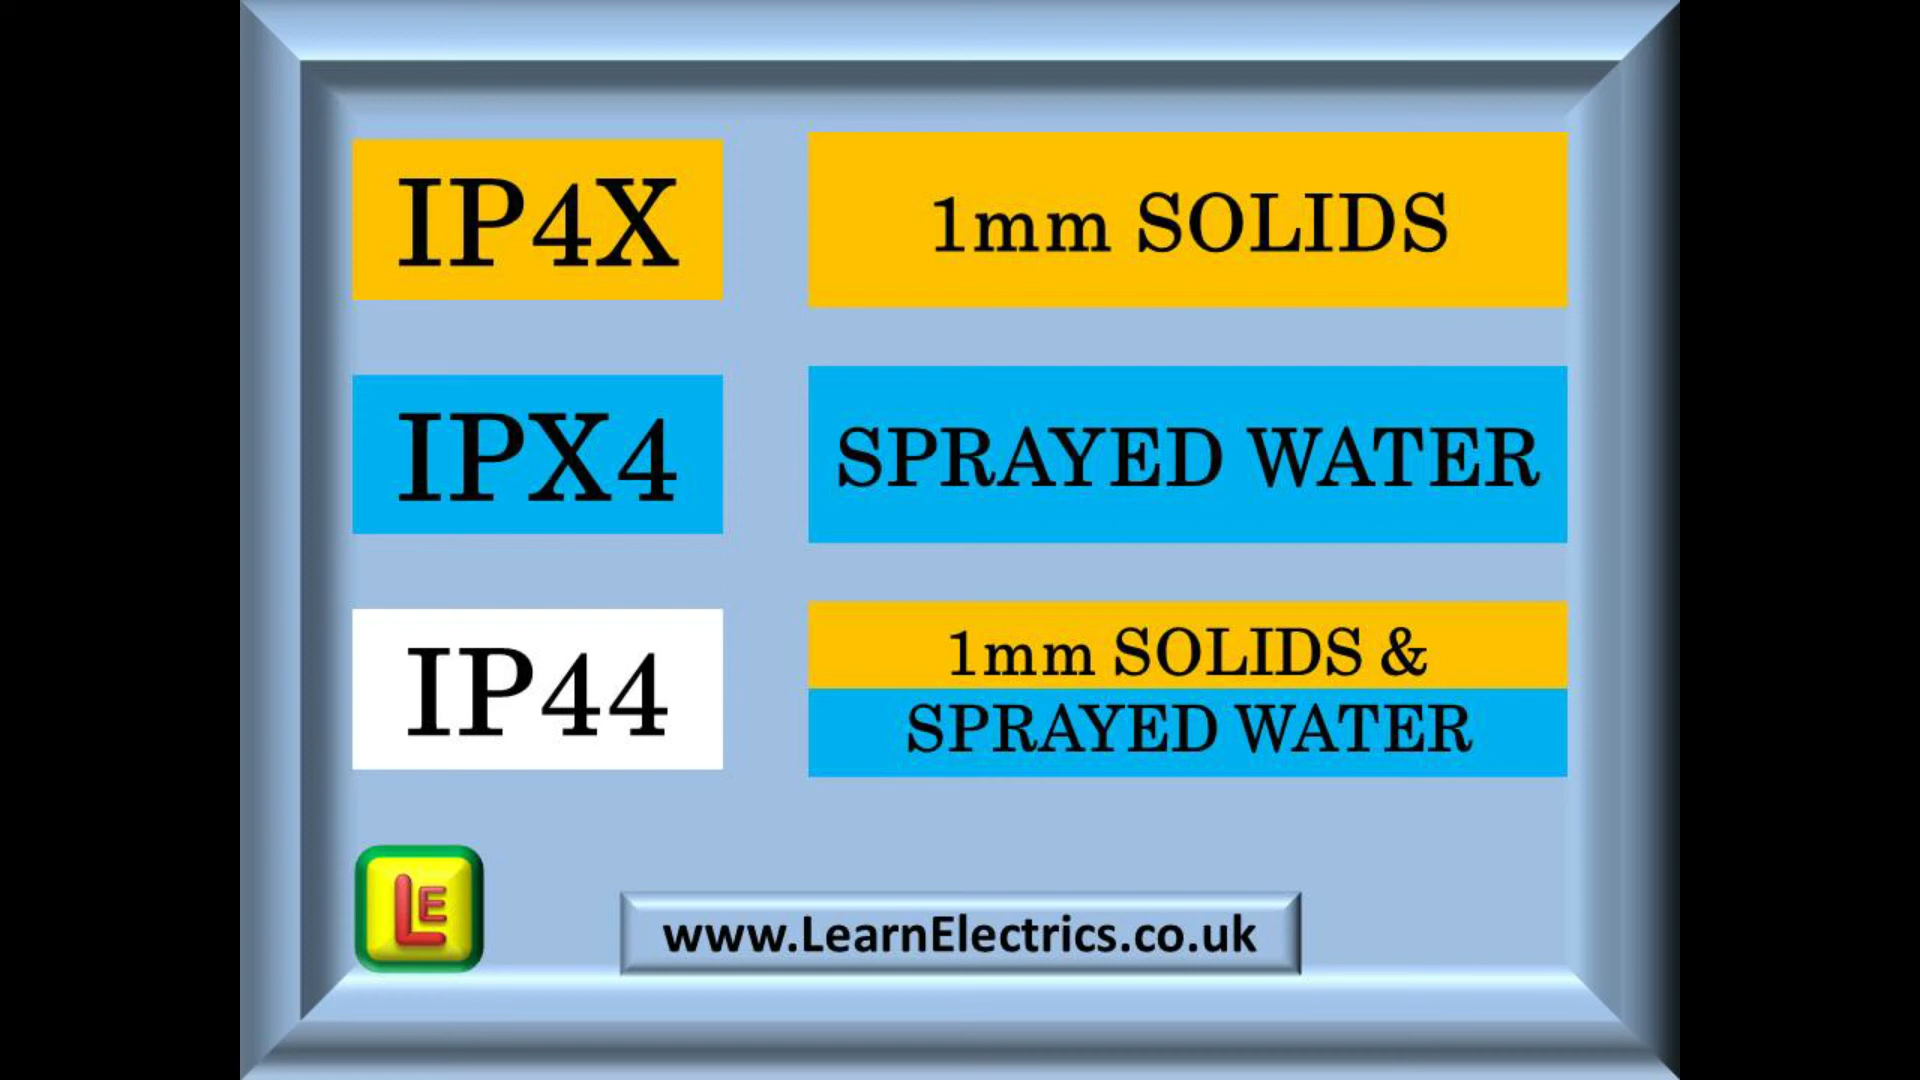 IP4X
1mm SOLIDS
IPX4
SPRAYED WATER
IP44
1mm SOLIDS &
SPRAYED WATER
LE
www.LearnElectrics.co.uk